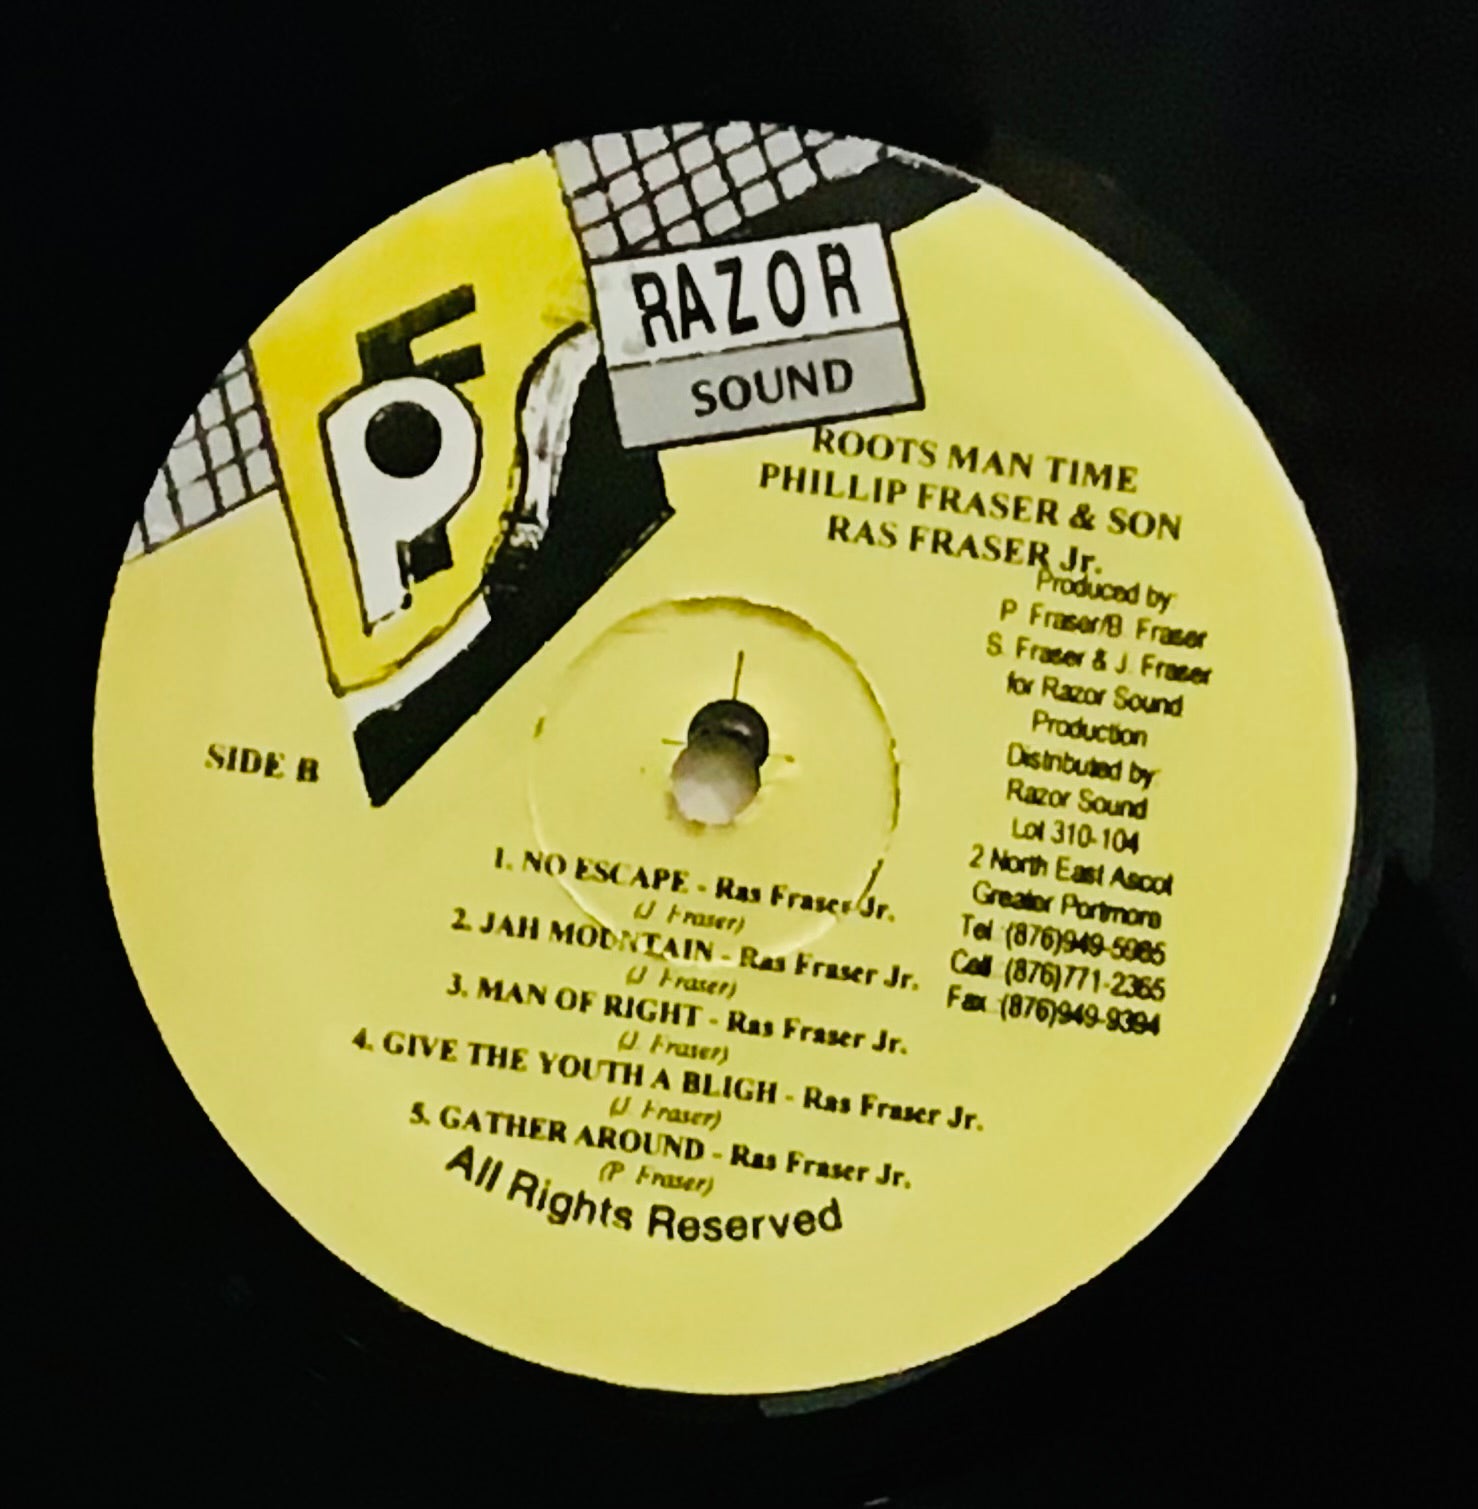 RAZOR
SOUND
ROOTS MAN TIME
PHILLIP FRASER & SON
RAS FRASER Jr.
Produced by:
P. Fraser/B. Fraser
S. Fraser & J. Fraser
for Razor Sound
Production
Distributed by:
Razor Sound
Lot 310-104
2 North East Ascot
Greater Portmore
Tel: (876)949-5985
Cell: (876)771-2365
Fax: (876)949-9394
SIDE B
1. NO ESCAPE - Ras Fraser Jr.
(J. Fraser)
2. JAH MOUNTAIN - Ras Fraser Jr.
(J. Fraser)
3. MAN OF RIGHT - Ras Fraser Jr.
(J. Fraser)
4. GIVE THE YOUTH A BLIGH - Ras Fraser Jr.
(J. Fraser)
5. GATHER AROUND - Ras Fraser Jr.
(P. Fraser)
All Rights Reserved